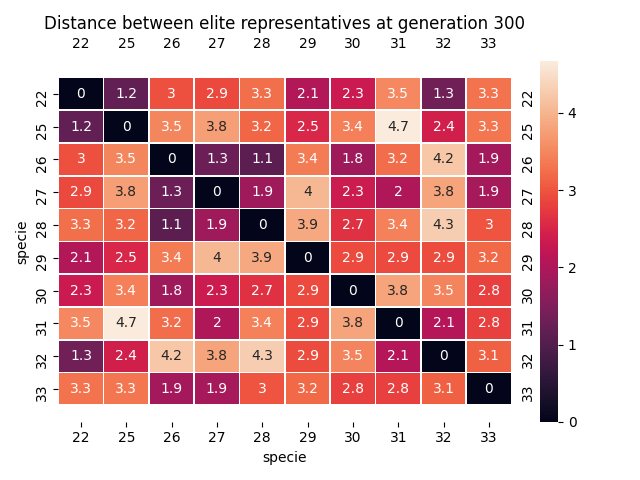 Distance between elite representatives at generation 300
22 25 26 27 28 29 30 31 32 33
22 0 1.2 3 2.9 3.3 2.1 2.3 3.5 1.3 3.3 22
25 1.2 0 3.5 3.8 3.2 2.5 3.4 4.7 2.4 3.3 25
26 3 3.5 0 1.3 1.1 3.4 1.8 3.2 4.2 1.9 26
27 2.9 3.8 1.3 0 1.9 4 2.3 2 3.8 1.9 27
28 3.3 3.2 1.1 1.9 0 3.9 2.7 3.4 4.3 3 28
29 2.1 2.5 3.4 4 3.9 0 2.9 2.9 2.9 3.2 29
30 2.3 3.4 1.8 2.3 2.7 2.9 0 3.8 3.5 2.8 30
31 3.5 4.7 3.2 2 3.4 2.9 3.8 0 2.1 2.8 31
32 1.3 2.4 4.2 3.8 4.3 2.9 3.5 2.1 0 3.1 32
33 3.3 3.3 1.9 1.9 3 3.2 2.8 2.8 3.1 0 33
22 25 26 27 28 29 30 31 32 33
specie
specie
4
3
2
1
0